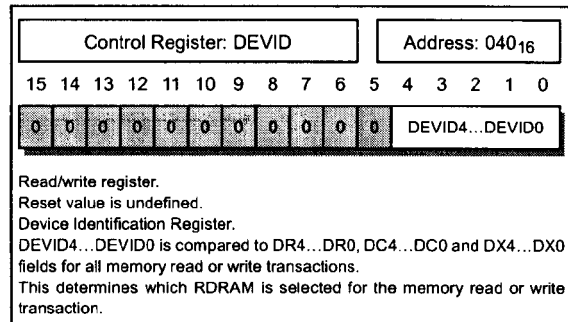 Control Register: DEVID
Address: 040₁₆
15 14 13 12 11 10 9 8 7 6 5 4 3 2 1 0
0 0 0 0 0 0 0 0 0 0 0 DEVID4...DEVID0
Read/write register.
Reset value is undefined.
Device Identification Register.
DEVID4...DEVID0 is compared to DR4...DR0, DC4...DC0 and DX4...DX0
fields for all memory read or write transactions.
This determines which RDRAM is selected for the memory read or write
transaction.